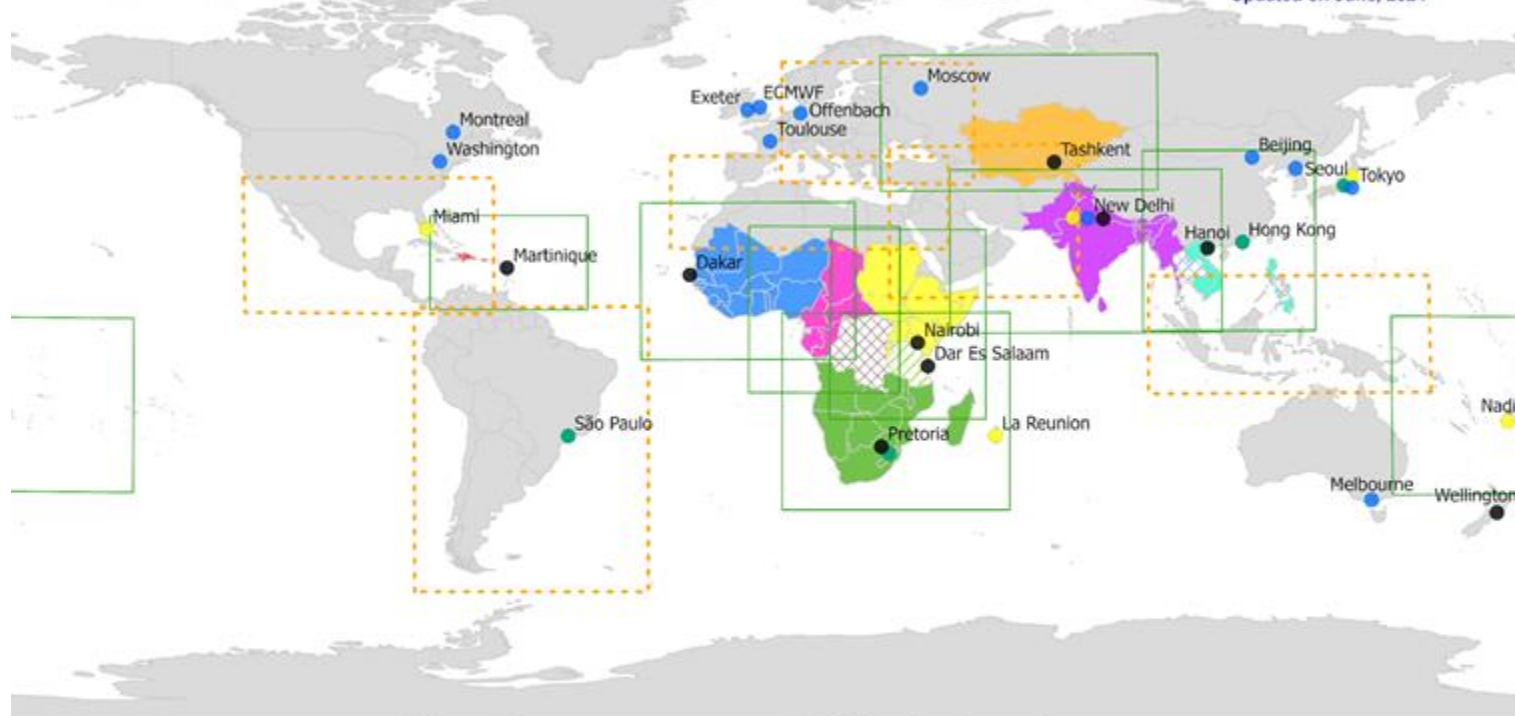 Moscow
Exeter
ECMWF
Offenbach
Toulouse
Montreal
Washington
Tashkent
Beijing
Seoul
Tokyo
New Delhi
Miami
Martinique
Dakar
Hanoi
Hong Kong
Nairobi
Dar Es Salaam
São Paulo
Pretoria
La Reunion
Nadi
Melbourne
Wellington